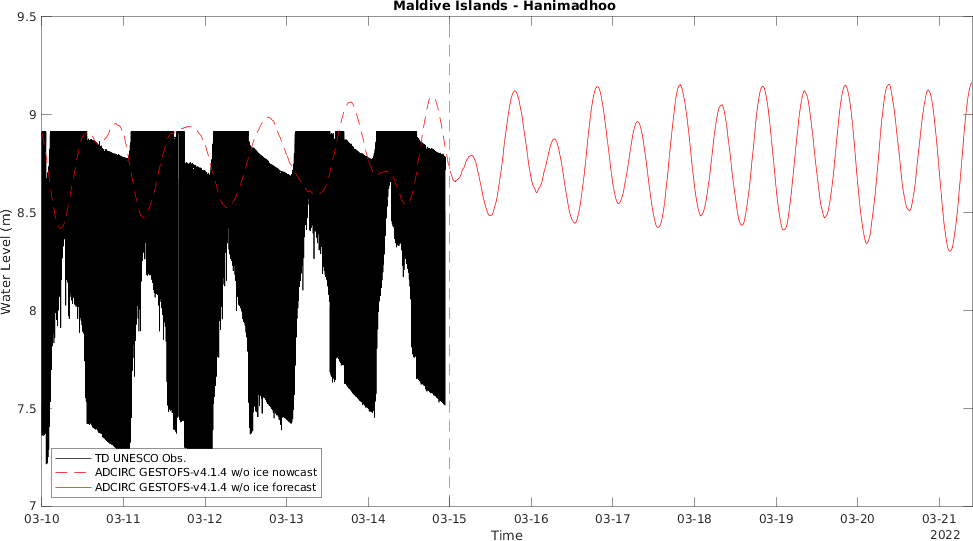 Maldive Islands - Hanimadhoo
9.5
9
8.5
8
7.5
7
Water Level (m)
TD UNESCO Obs.
ADCIRC GESTOFS-v4.1.4 w/o ice nowcast
ADCIRC GESTOFS-v4.1.4 w/o ice forecast
03-10 03-11 03-12 03-13 03-14 03-15 03-16 03-17 03-18 03-19 03-20 03-21
2022
Time